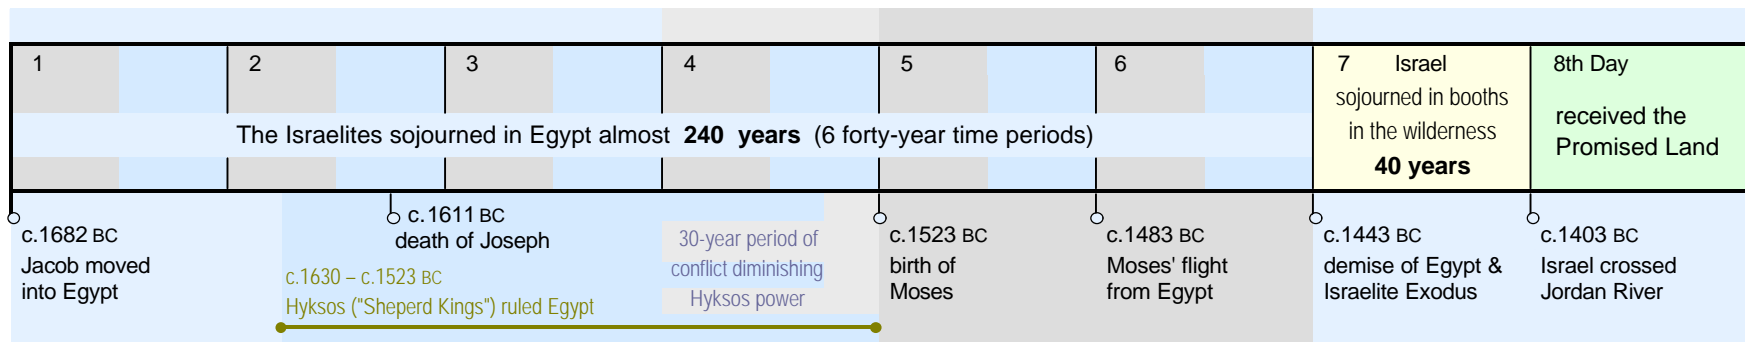 1
2
3
4
5
6
7 Israel
sojourned in booths
in the wilderness
40 years
8th Day
received the
Promised Land
The Israelites sojourned in Egypt almost 240 years (6 forty-year time periods)
c.1682 BC
Jacob moved
into Egypt
c.1611 BC
death of Joseph
c.1630 – c.1523 BC
Hyksos ("Sheperd Kings") ruled Egypt
30-year period of
conflict diminishing
Hyksos power
c.1523 BC
birth of
Moses
c.1483 BC
Moses' flight
from Egypt
c.1443 BC
demise of Egypt &
Israelite Exodus
c.1403 BC
Israel crossed
Jordan River